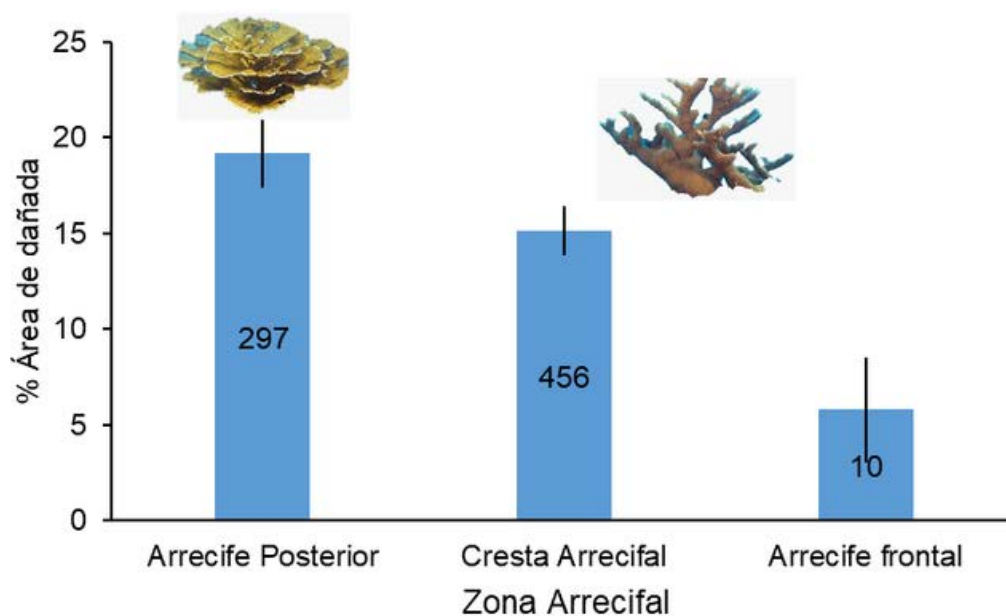 % Área de dañada
25
20
15
10
5
0
297
456
10
Arrecife Posterior
Cresta Arrecifal
Arrecife frontal
Zona Arrecifal